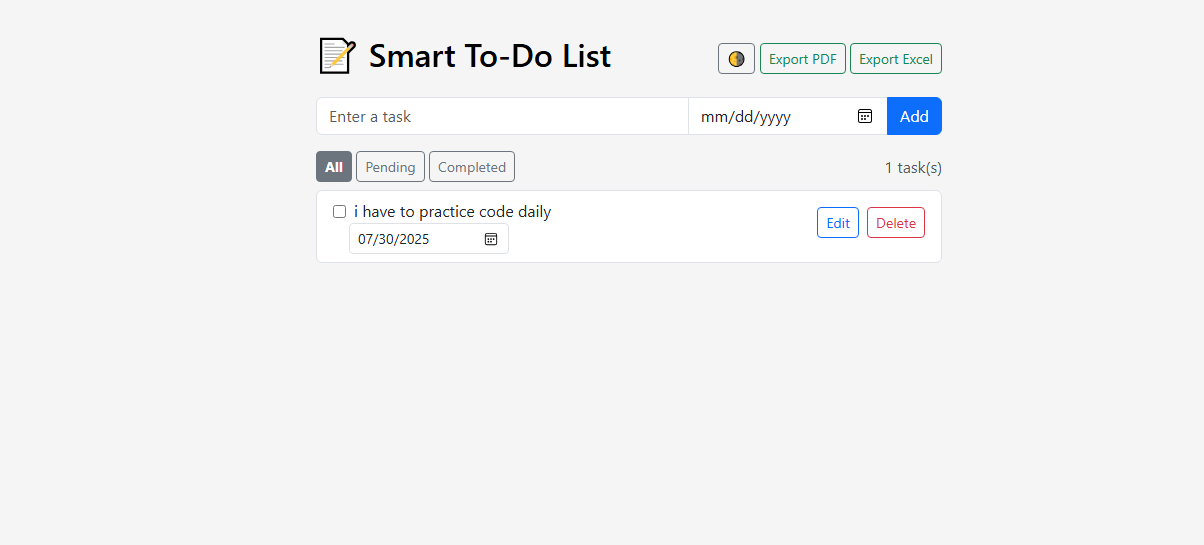 📝 Smart To-Do List
Export PDF
Export Excel
Enter a task
mm/dd/yyyy
Add
All
Pending
Completed
1 task(s)
i have to practice code daily
07/30/2025
Edit
Delete